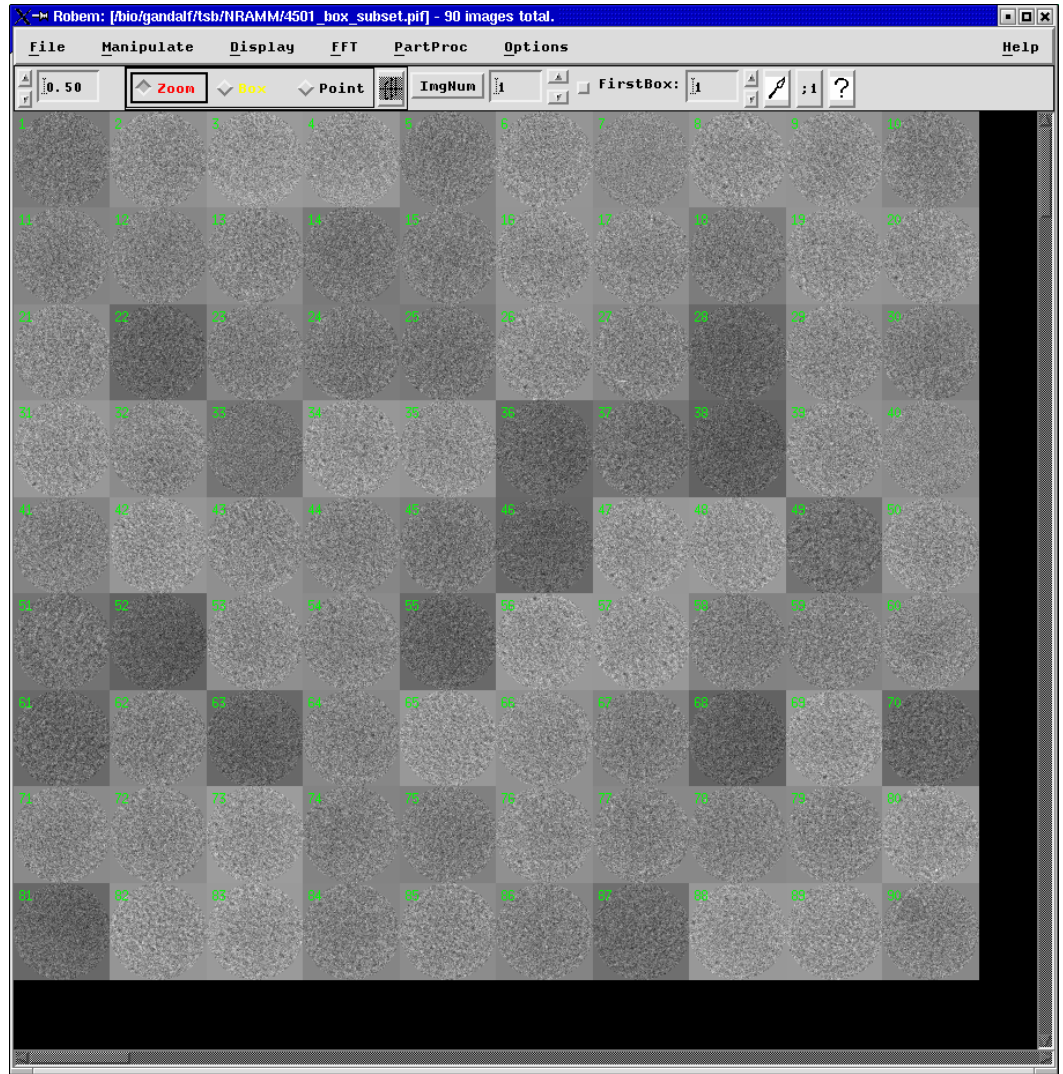 Robem: [/bio/gandalf/tsb/NRAMM/4501_box_subset.pif] - 90 images total.
File Manipulate Display FFT PartProc Options Help
0.50 Zoom Box Point ImgNum 1 FirstBox: 1 ;1 ?
1 2 3 4 5 6 7 8 9 10
11 12 13 14 15 16 17 18 19 20
21 22 23 24 25 26 27 28 29 30
31 32 33 34 35 36 37 38 39 40
41 42 43 44 45 46 47 48 49 50
51 52 53 54 55 56 57 58 59 60
61 62 63 64 65 66 67 68 69 70
71 72 73 74 75 76 77 78 79 80
81 82 83 84 85 86 87 88 89 90